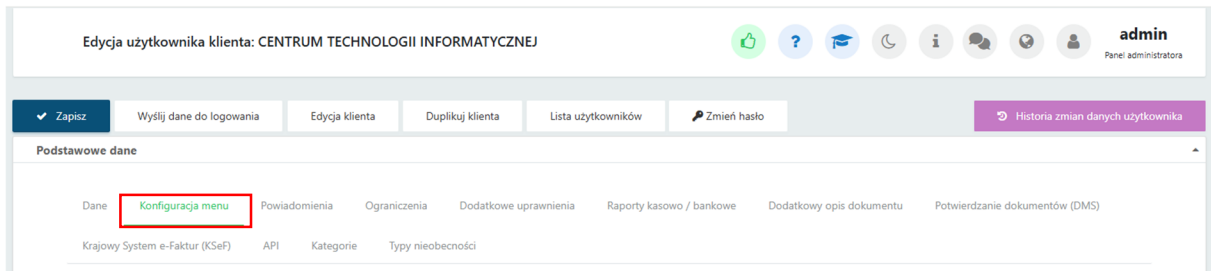 Edycja użytkownika klienta: CENTRUM TECHNOLOGII INFORMATYCZNEJ
?
i
admin
Panel administratora
Zapisz
Wyślij dane do logowania
Edycja klienta
Duplikuj klienta
Lista użytkowników
Zmień hasło
Historia zmian danych użytkownika
Podstawowe dane
Dane
Konfiguracja menu
Powiadomienia
Ograniczenia
Dodatkowe uprawnienia
Raporty kasowo / bankowe
Dodatkowy opis dokumentu
Potwierdzanie dokumentów (DMS)
Krajowy System e-Faktur (KSeF)
API
Kategorie
Typy nieobecności